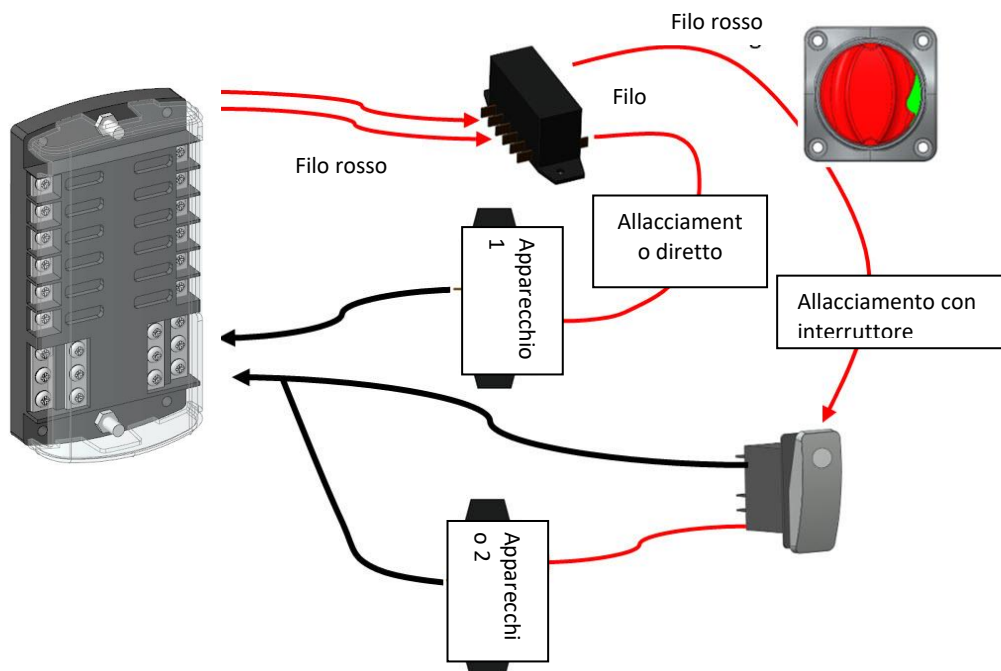 Filo rosso
Filo
Filo rosso
Allacciament
o diretto
Apparecchio
1
Allacciamento con
interruttore
Apparecchi
o 2